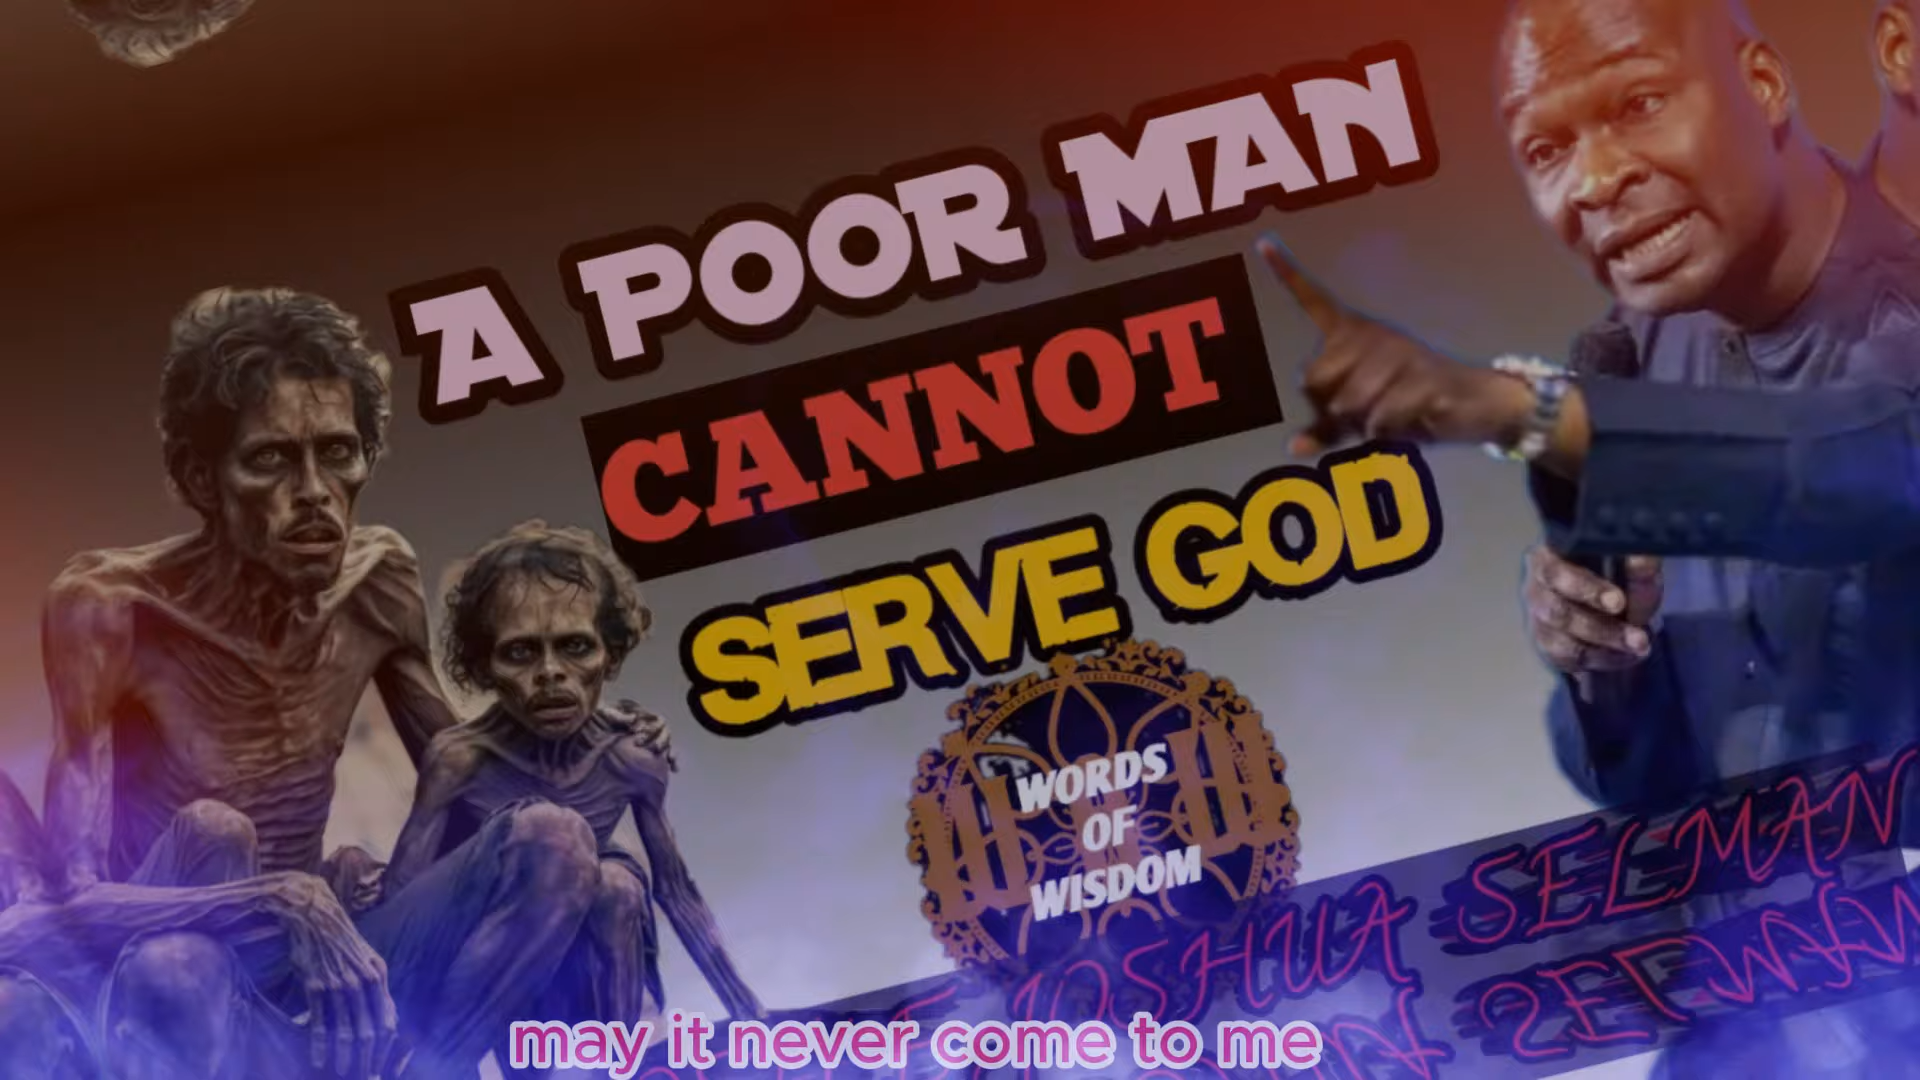 A POOR MAN
CANNOT
SERVE GOD
WORDS
OF
WISDOM
JOSHUA SELMAN
may it never come to me